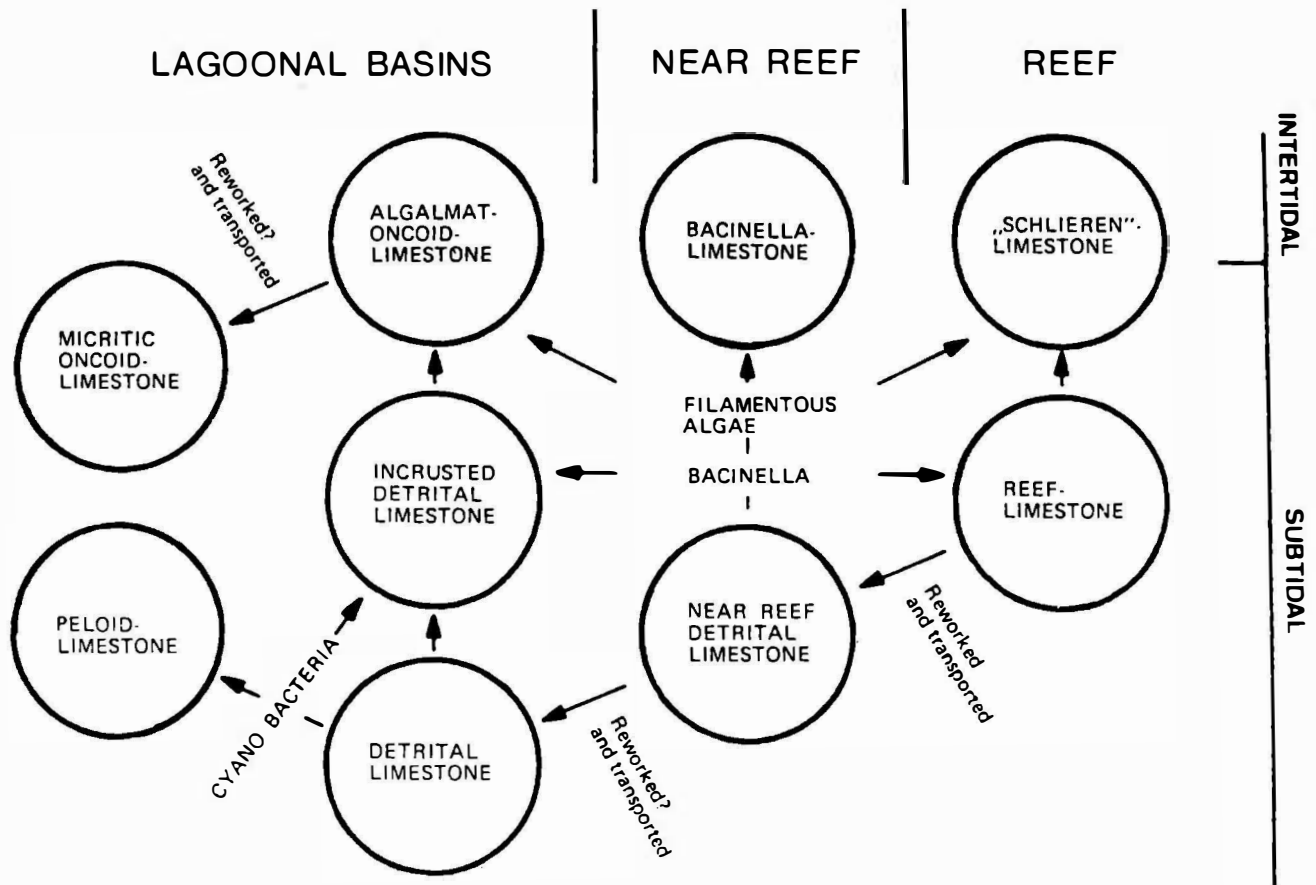 LAGOONAL BASINS
NEAR REEF
REEF
INTERTIDAL
SUBTIDAL
Reworked?
and transported
ALGALMAT-
ONCOID-
LIMESTONE
BACINELLA-
LIMESTONE
„SCHLIEREN"-
LIMESTONE
MICRITIC
ONCOID-
LIMESTONE
FILAMENTOUS
ALGAE
BACINELLA
INCRUSTED
DETRITAL
LIMESTONE
REEF-
LIMESTONE
PELOID-
LIMESTONE
CYANO BACTERIA
NEAR REEF
DETRITAL
LIMESTONE
Reworked
and transported
DETRITAL
LIMESTONE
Reworked?
and transported